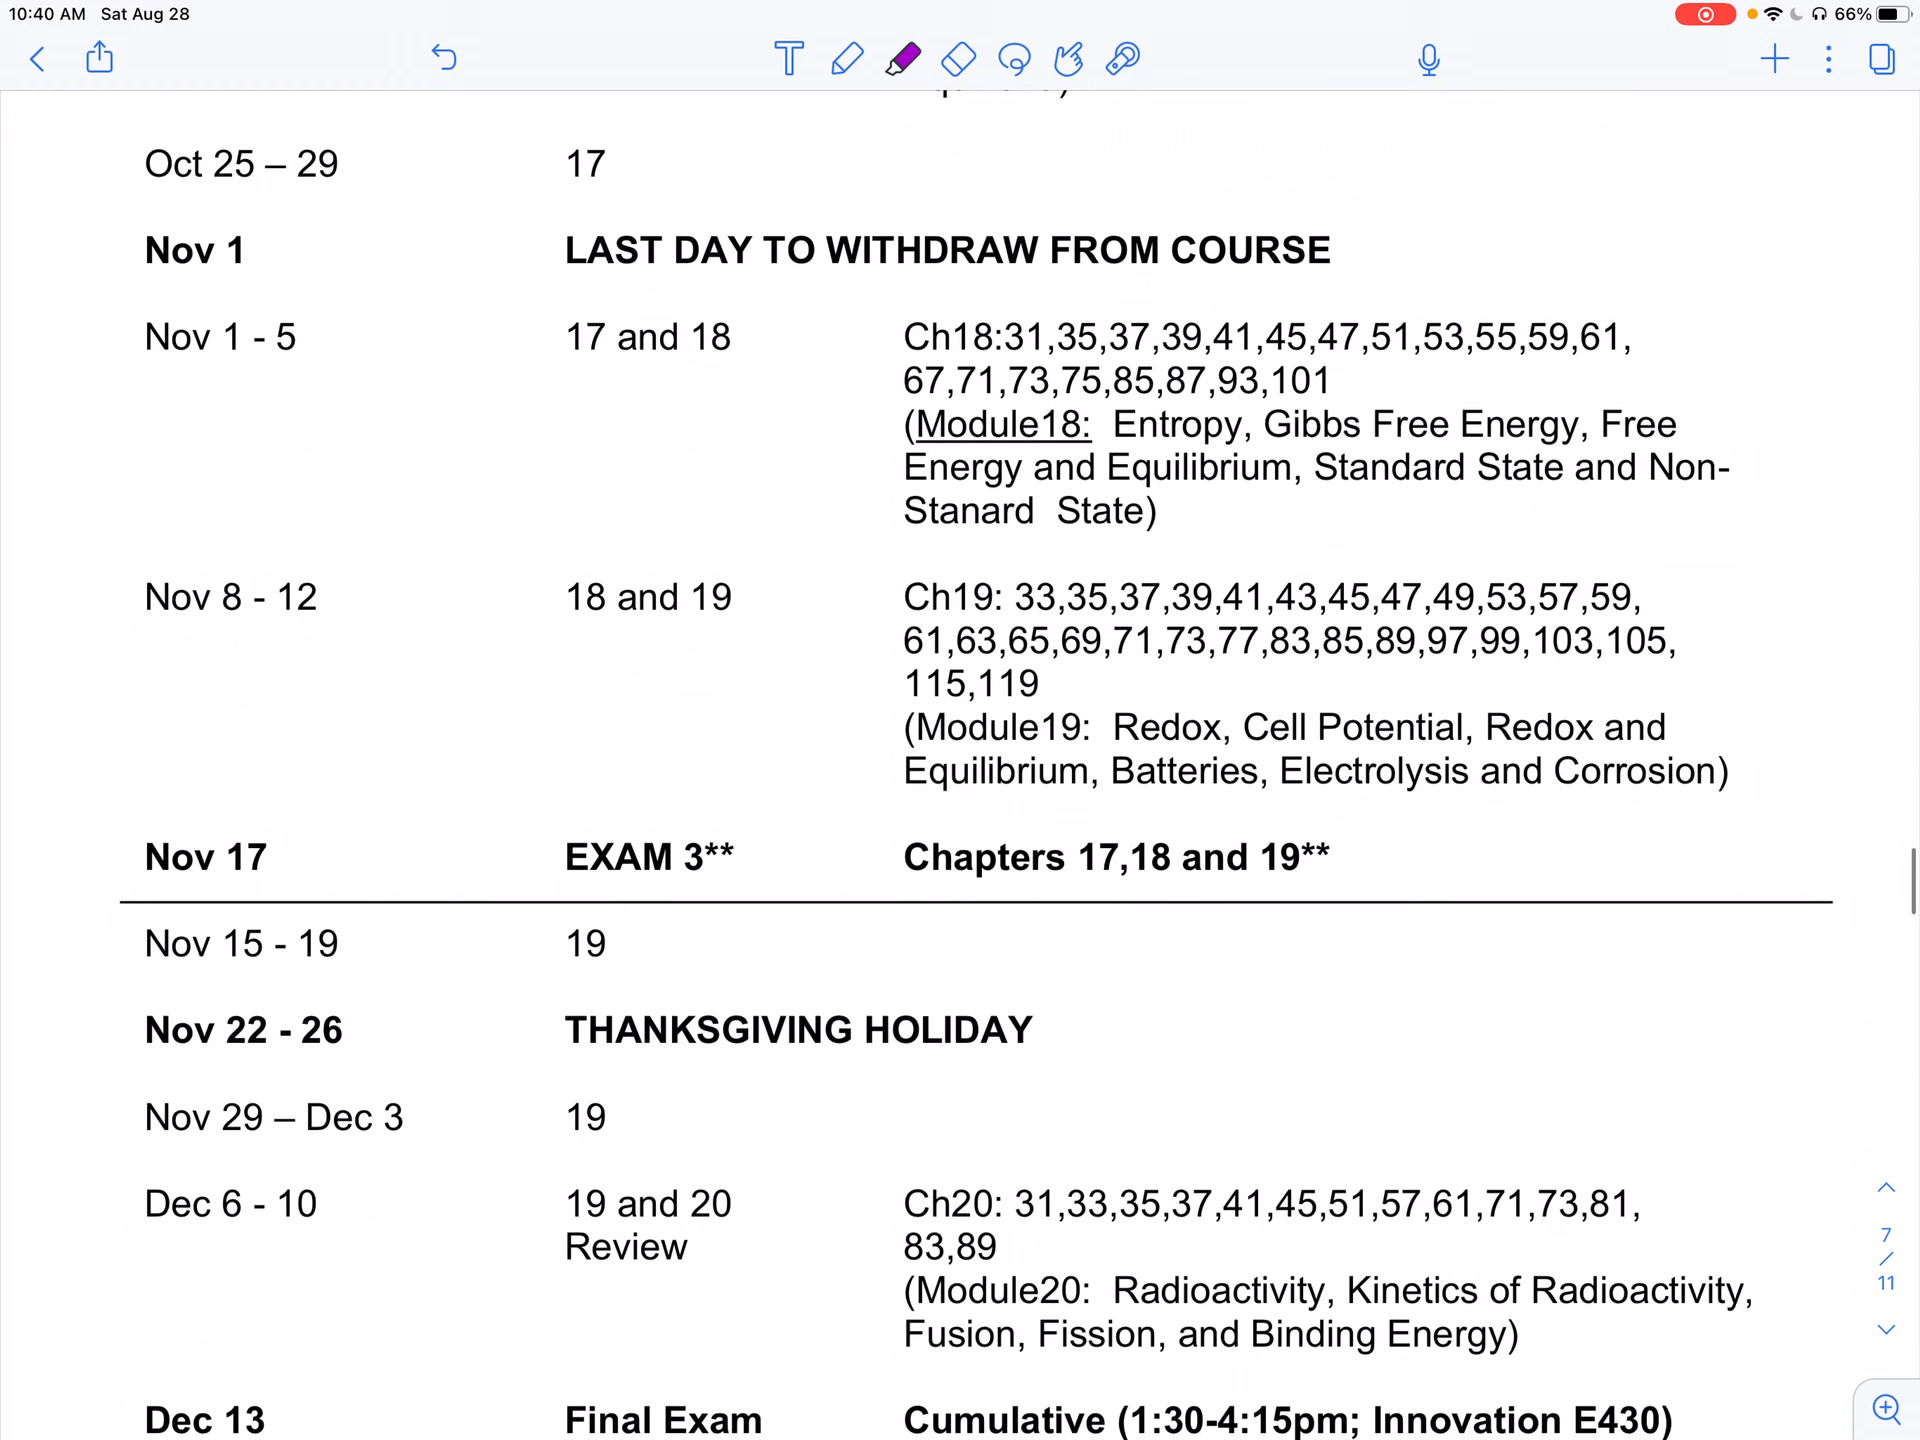 10:40 AM Sat Aug 28
66%
Oct 25 – 29 17
Nov 1 LAST DAY TO WITHDRAW FROM COURSE
Nov 1 - 5 17 and 18 Ch18:31,35,37,39,41,45,47,51,53,55,59,61,
67,71,73,75,85,87,93,101
(Module18: Entropy, Gibbs Free Energy, Free
Energy and Equilibrium, Standard State and Non-
Stanard State)
Nov 8 - 12 18 and 19 Ch19: 33,35,37,39,41,43,45,47,49,53,57,59,
61,63,65,69,71,73,77,83,85,89,97,99,103,105,
115,119
(Module19: Redox, Cell Potential, Redox and
Equilibrium, Batteries, Electrolysis and Corrosion)
Nov 17 EXAM 3** Chapters 17,18 and 19**
Nov 15 - 19 19
Nov 22 - 26 THANKSGIVING HOLIDAY
Nov 29 – Dec 3 19
Dec 6 - 10 19 and 20 Ch20: 31,33,35,37,41,45,51,57,61,71,73,81,
Review 83,89
(Module20: Radioactivity, Kinetics of Radioactivity,
Fusion, Fission, and Binding Energy)
Dec 13 Final Exam Cumulative (1:30-4:15pm; Innovation E430)
7
/
11